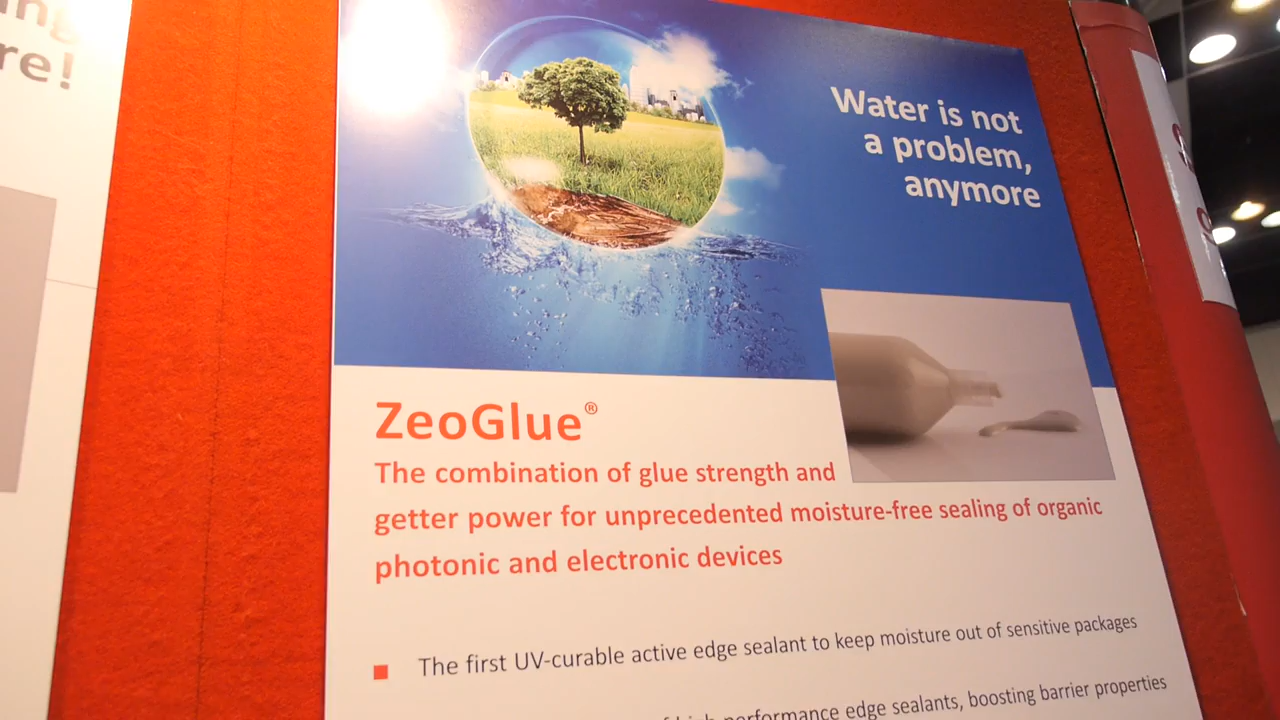 re!
Water is not
a problem,
anymore
ZeoGlue®
The combination of glue strength and
getter power for unprecedented moisture-free sealing of organic
photonic and electronic devices
The first UV-curable active edge sealant to keep moisture out of sensitive packages
performance edge sealants, boosting barrier properties